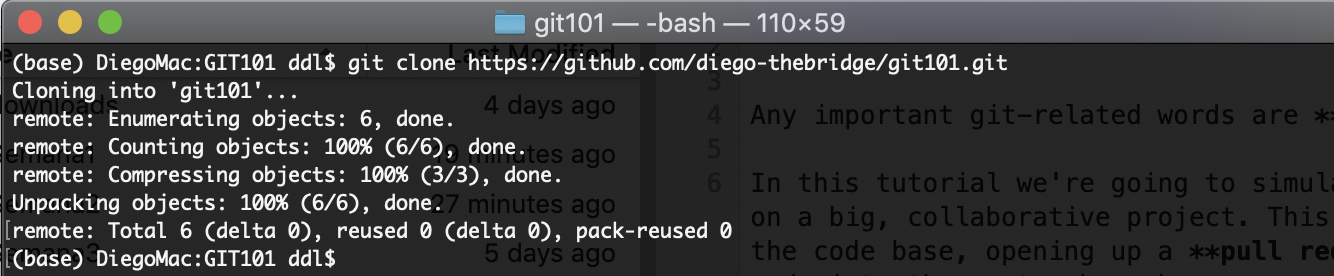 git101 — -bash — 110×59
(base) DiegoMac:GIT101 ddl$ git clone https://github.com/diego-thebridge/git101.git
Cloning into 'git101'...
remote: Enumerating objects: 6, done.
remote: Counting objects: 100% (6/6), done.
remote: Compressing objects: 100% (3/3), done.
Unpacking objects: 100% (6/6), done.
remote: Total 6 (delta 0), reused 0 (delta 0), pack-reused 0
(base) DiegoMac:GIT101 ddl$
Last Modified
4 days ago
minutes ago
27 minutes ago
5 days ago
3
4 Any important git-related words are **
5
6 In this tutorial we're going to simula
on a big, collaborative project. This
the code base, opening up a **pull re